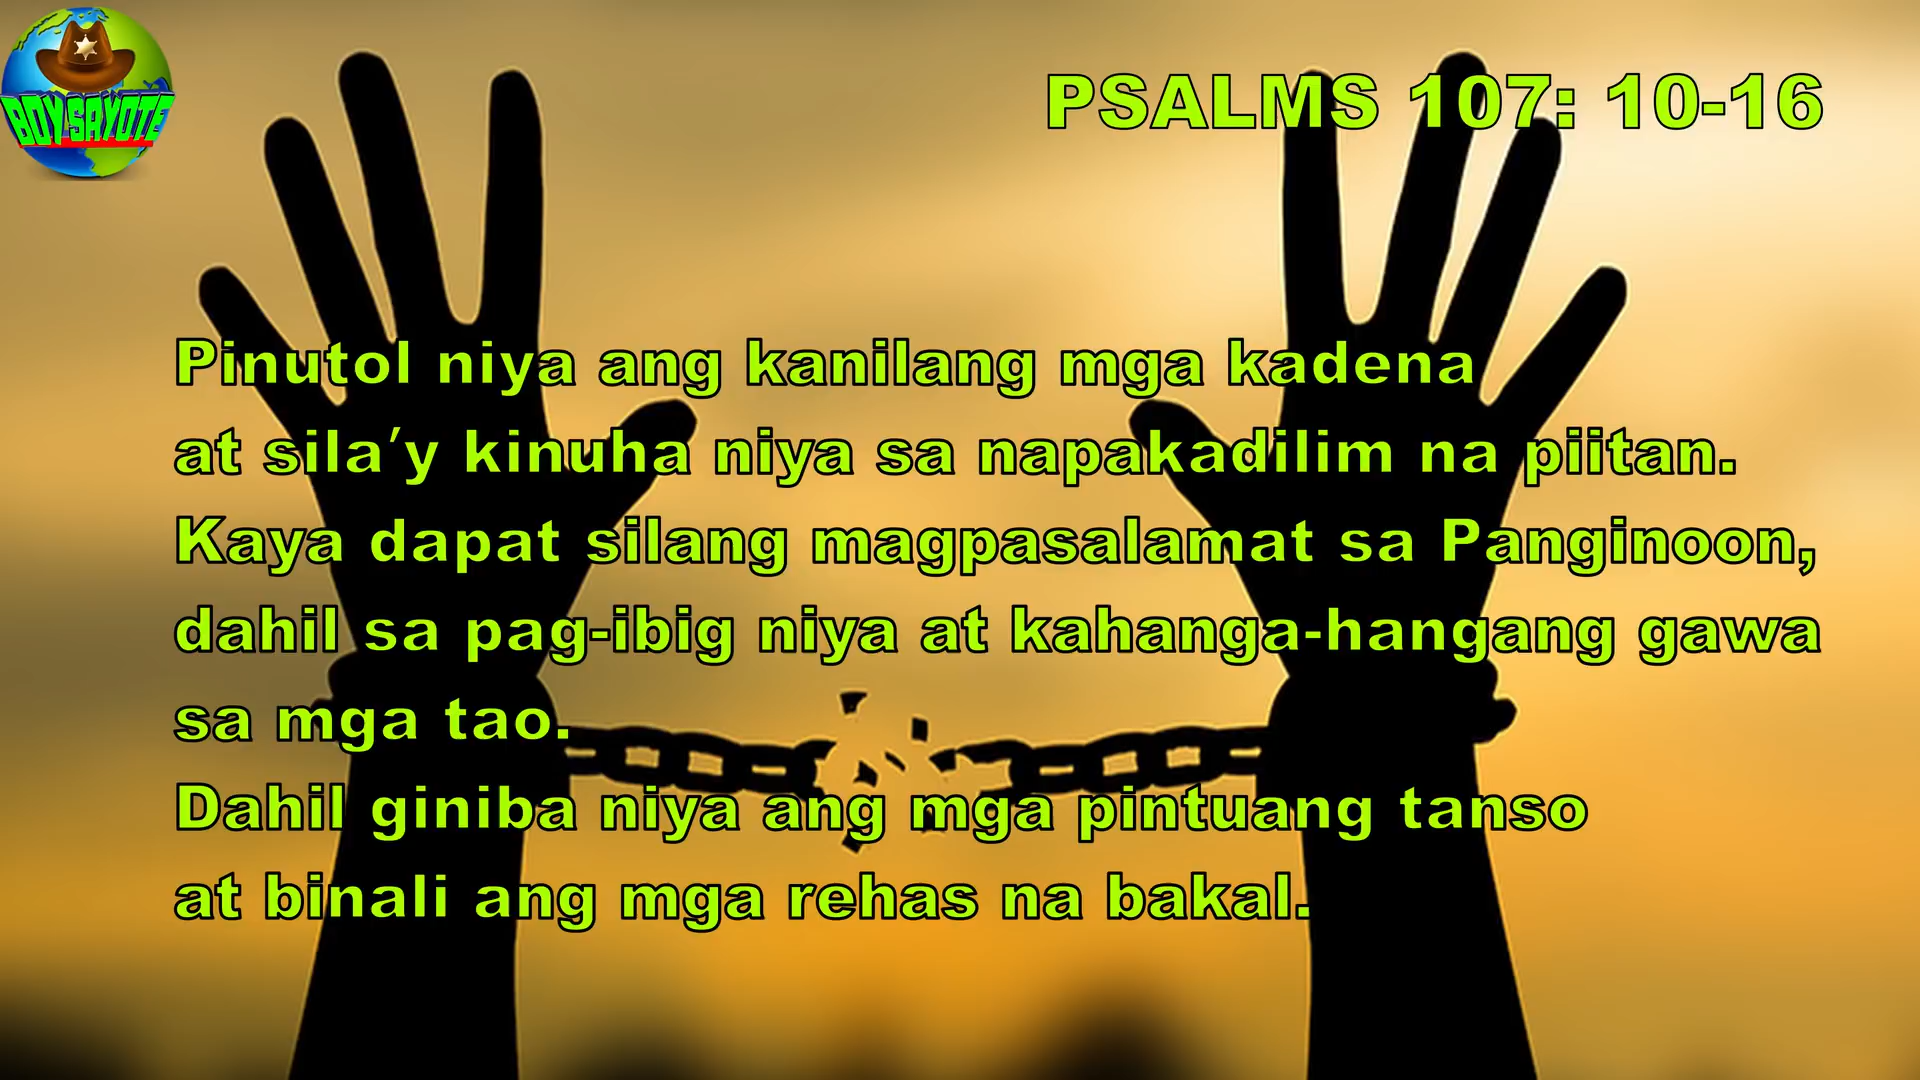 BOY SAYOTE
PSALMS 107: 10-16
Pinutol niya ang kanilang mga kadena
at sila'y kinuha niya sa napakadilim na piitan.
Kaya dapat silang magpasalamat sa Panginoon,
dahil sa pag-ibig niya at kahanga-hangang gawa
sa mga tao.
Dahil giniba niya ang mga pintuang tanso
at binali ang mga rehas na bakal.